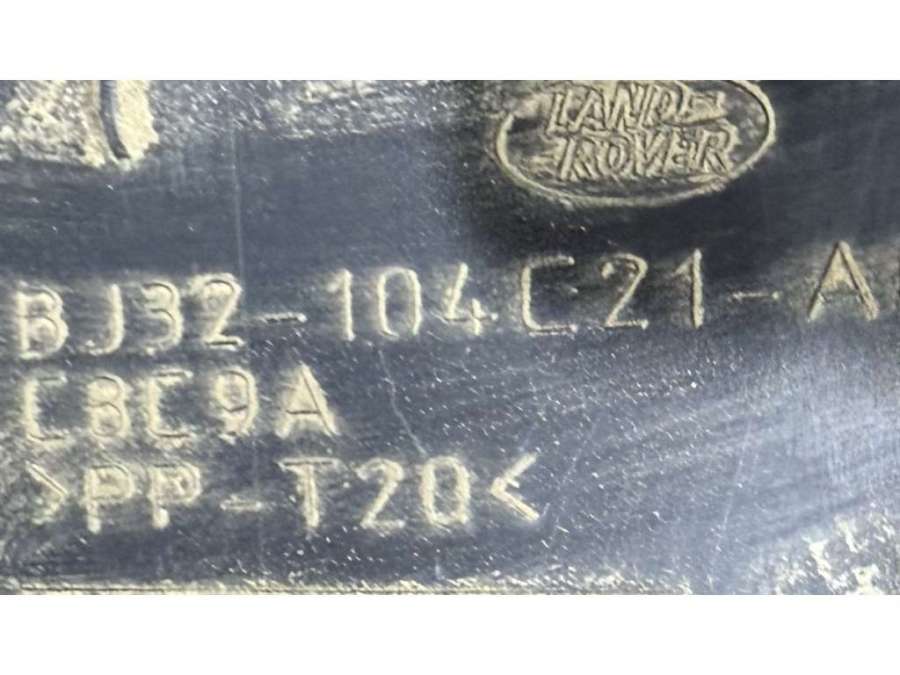 LAND-
ROVER
BJ32-104C21-A
C8C9A
>PP-T20<